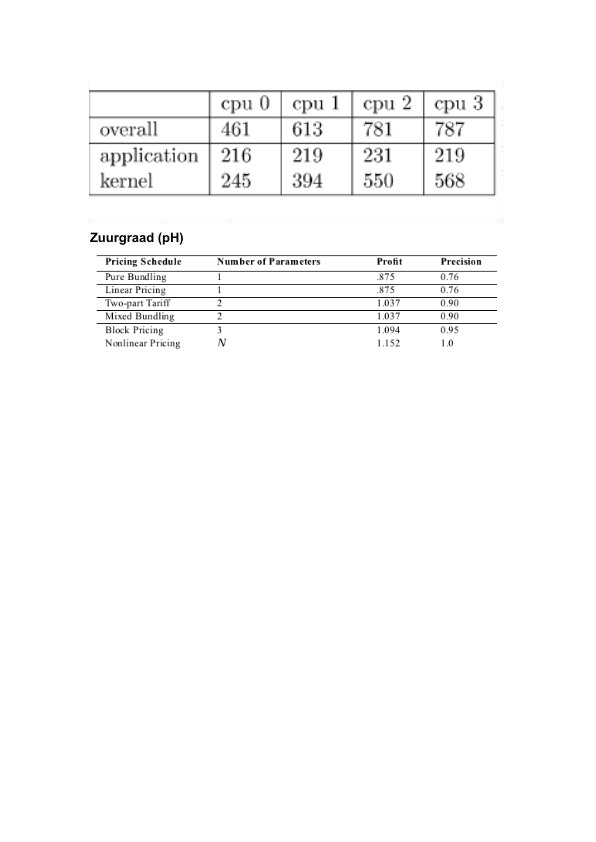 cpu 0 cpu 1 cpu 2 cpu 3
overall 461 613 781 787
application 216 219 231 219
kernel 245 394 550 568
Zuurgraad (pH)
Pricing Schedule Number of Parameters Profit Precision
Pure Bundling 1 .875 0.76
Linear Pricing 1 .875 0.76
Two-part Tariff 2 1.037 0.90
Mixed Bundling 2 1.037 0.90
Block Pricing 3 1.094 0.95
Nonlinear Pricing N 1.152 1.0